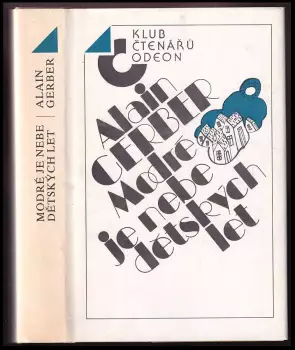 MODRÉ JE NEBE
DĚTSKÝCH LET
ALAIN
GERBER
KLUB
ČTENÁŘŮ
ODEON
Alain
GERBER
Modré
je nebe
dětských
let